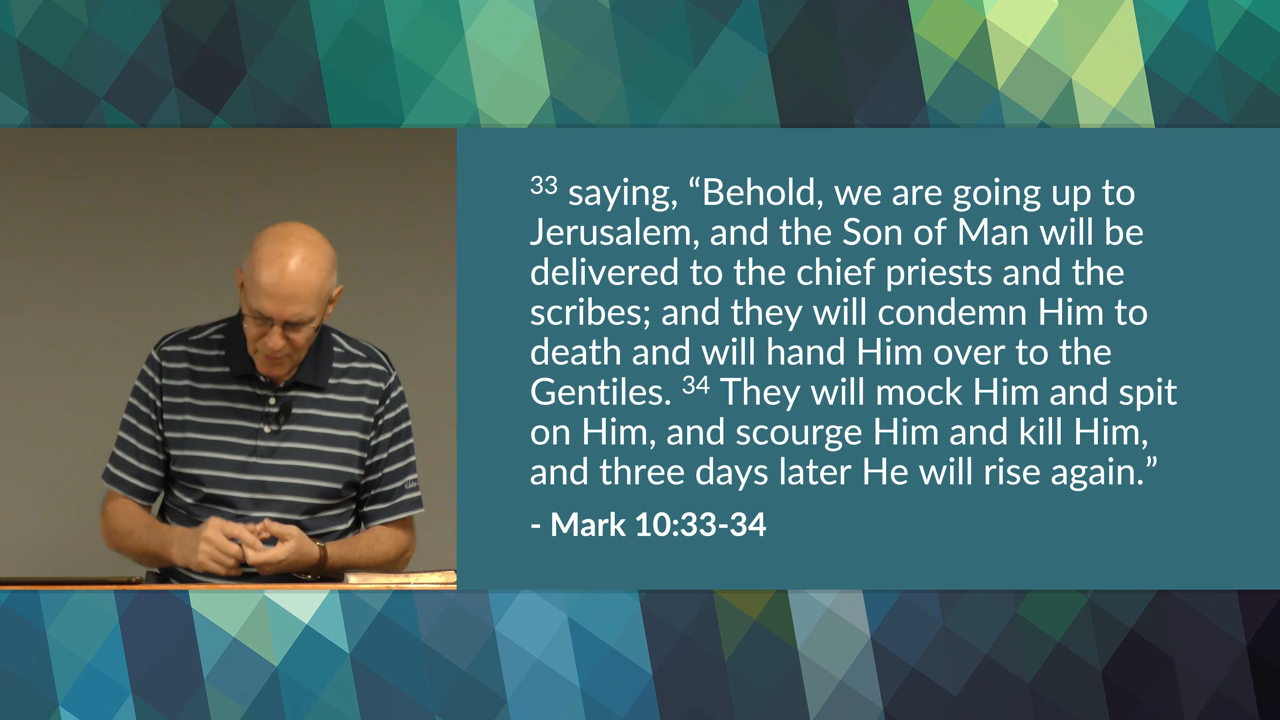 33 saying, “Behold, we are going up to
Jerusalem, and the Son of Man will be
delivered to the chief priests and the
scribes; and they will condemn Him to
death and will hand Him over to the
Gentiles. 34 They will mock Him and spit
on Him, and scourge Him and kill Him,
and three days later He will rise again.”
- Mark 10:33-34